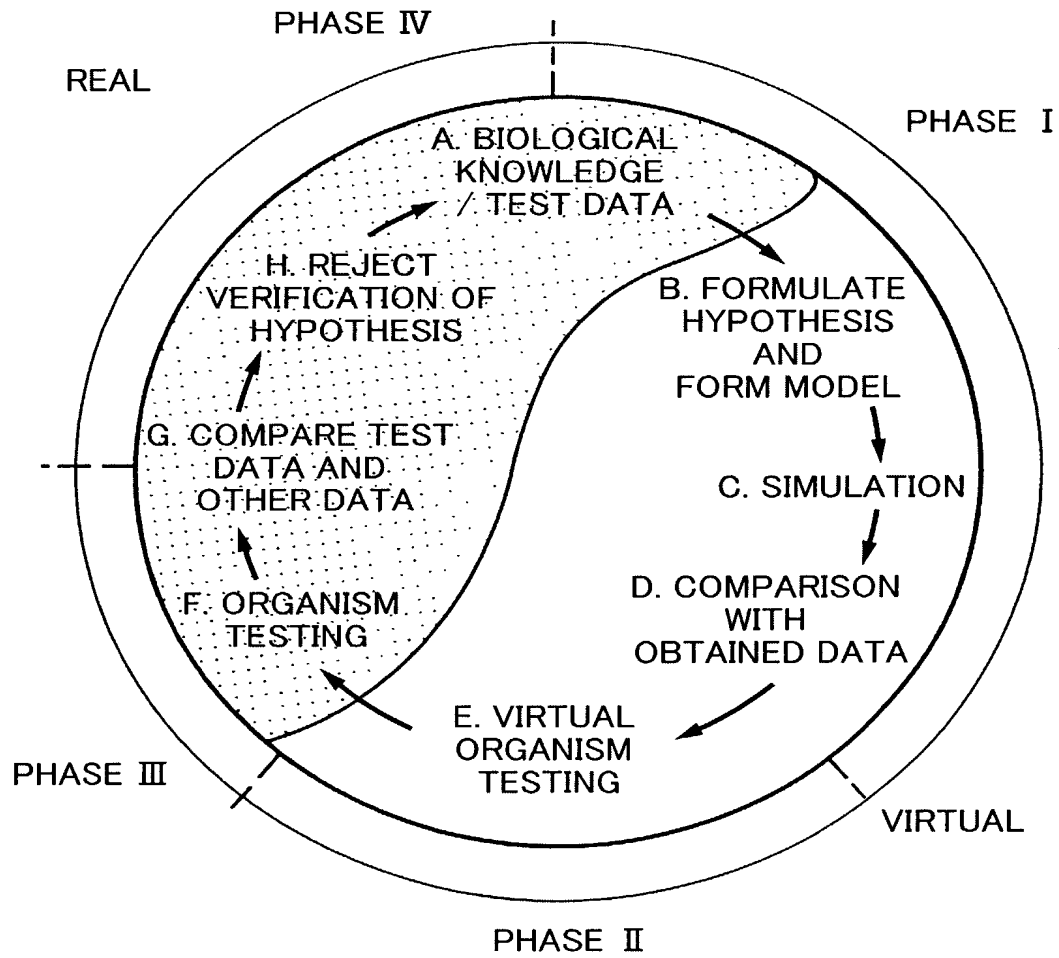 PHASE Ⅳ
REAL
PHASE Ⅰ
A. BIOLOGICAL
KNOWLEDGE
/ TEST DATA
H. REJECT
VERIFICATION OF
HYPOTHESIS
B. FORMULATE
HYPOTHESIS
AND
FORM MODEL
G. COMPARE TEST
DATA AND
OTHER DATA
C. SIMULATION
F. ORGANISM
TESTING
D. COMPARISON
WITH
OBTAINED DATA
E. VIRTUAL
ORGANISM
TESTING
PHASE Ⅲ
VIRTUAL
PHASE Ⅱ